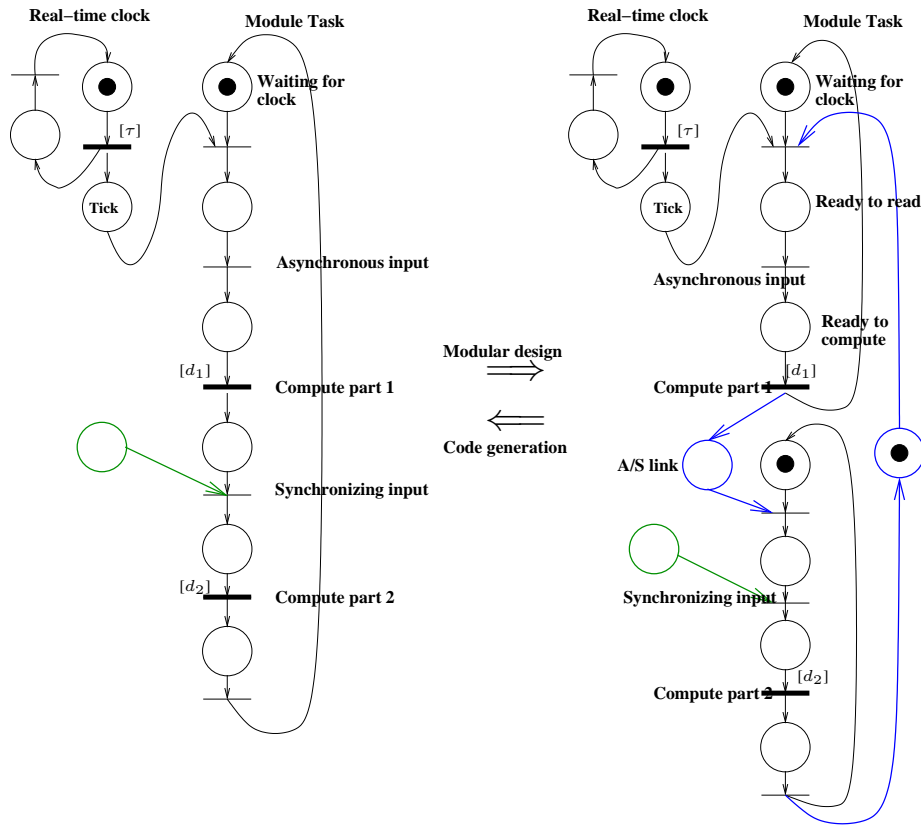 Real−time clock
Module Task
Waiting for
clock
[τ]
Tick
Asynchronous input
[d1]
Compute part 1
Synchronizing input
[d2]
Compute part 2
Modular design
⇒
⇐
Code generation
Real−time clock
Module Task
Waiting for
clock
[τ]
Tick
Ready to read
Asynchronous input
Ready to
compute
[d1]
Compute part 1
A/S link
Synchronizing input
[d2]
Compute part 2